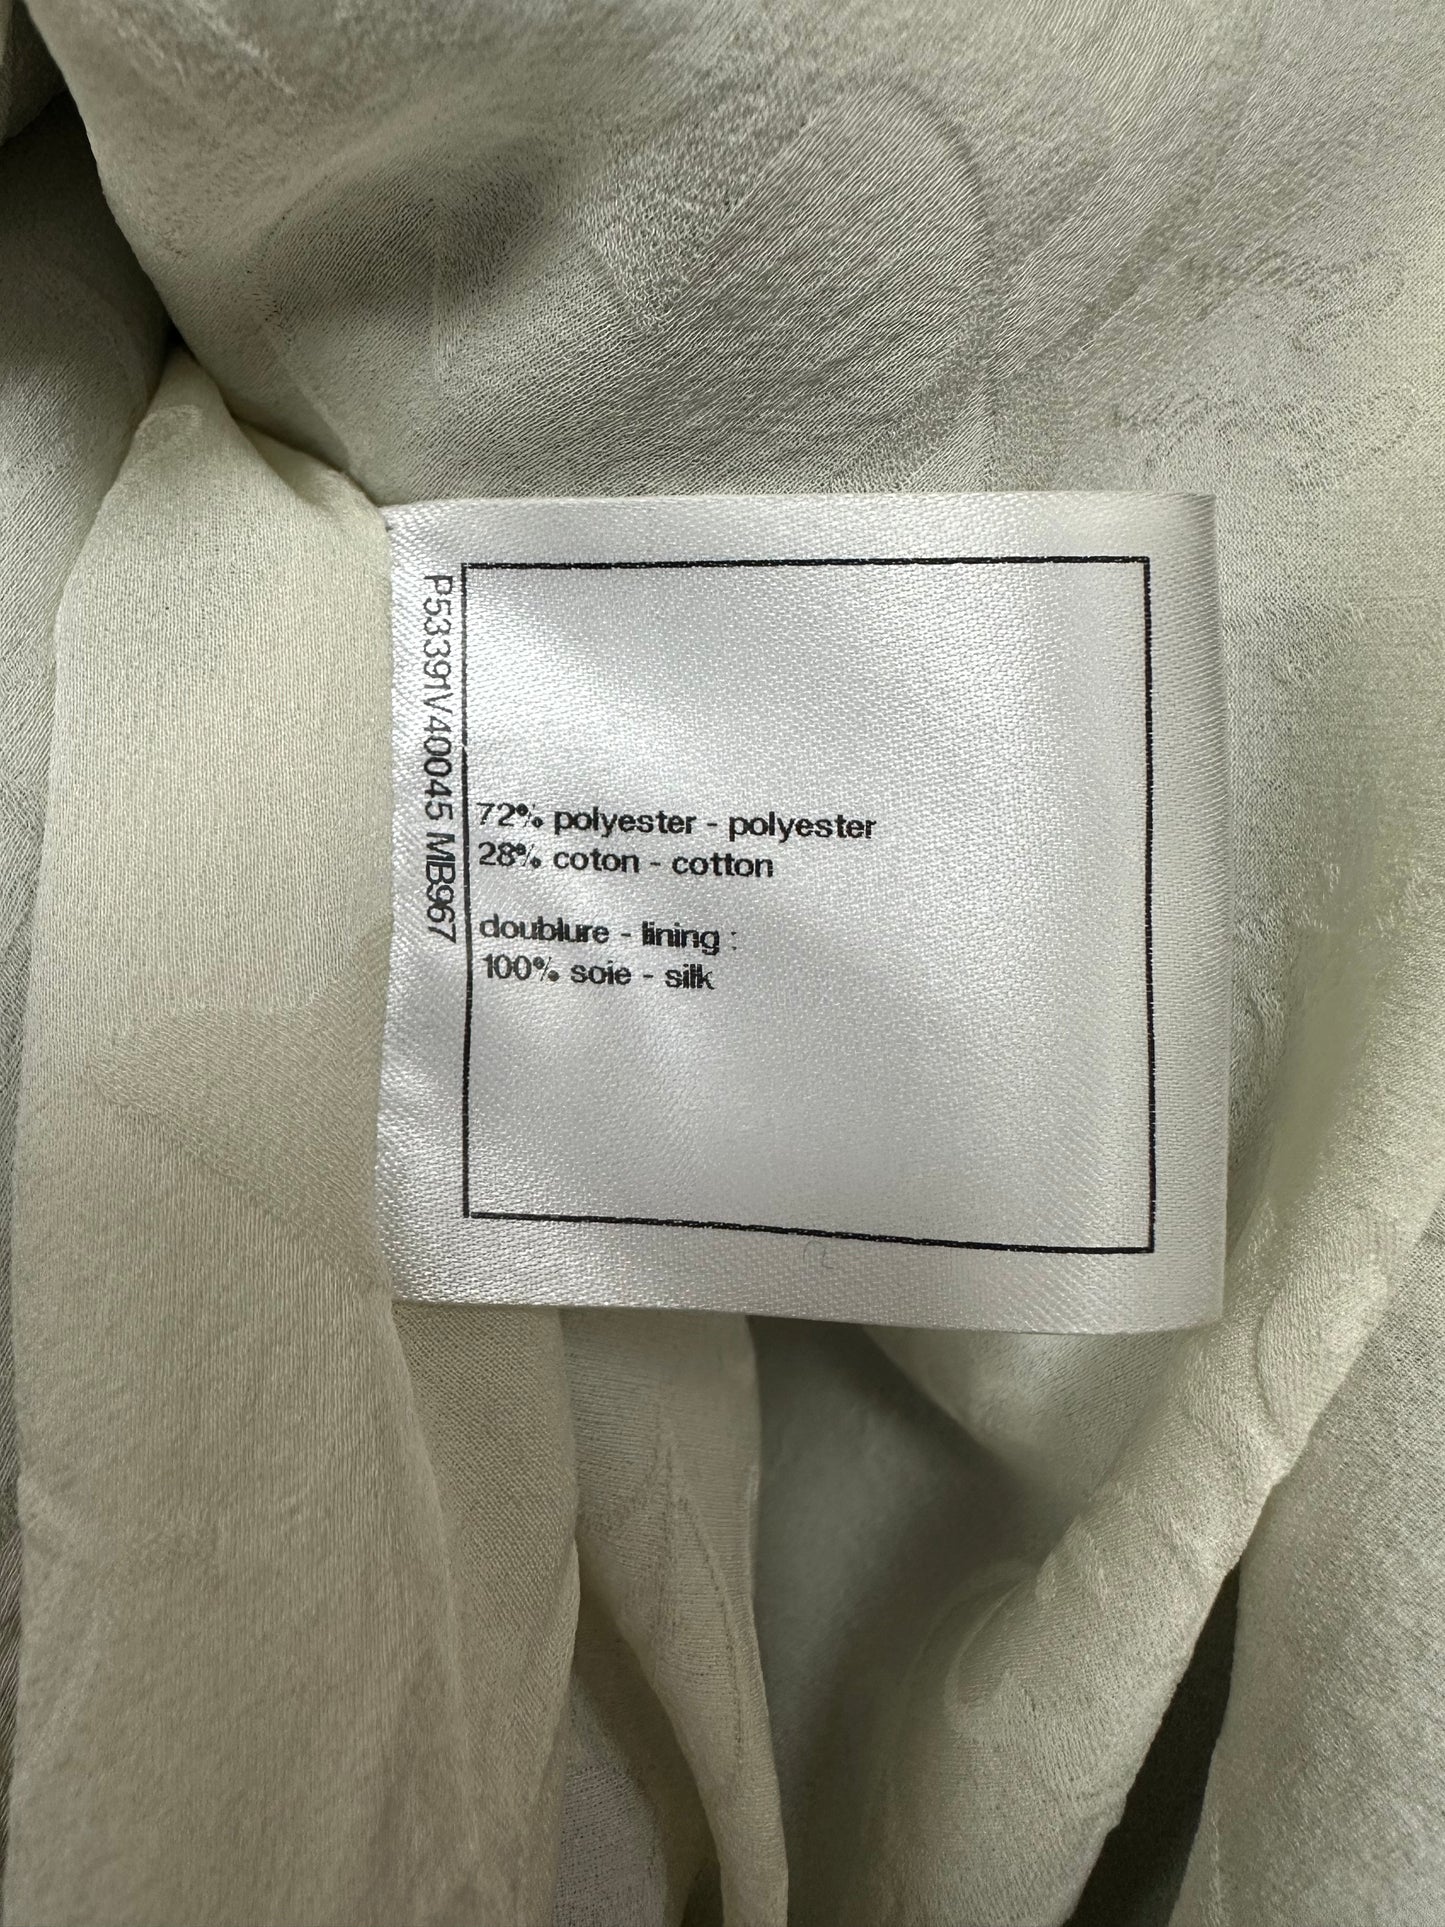 P53391V40045 MB967
72% polyester - polyester
28% coton - cotton
doublure - lining :
100% soie - silk